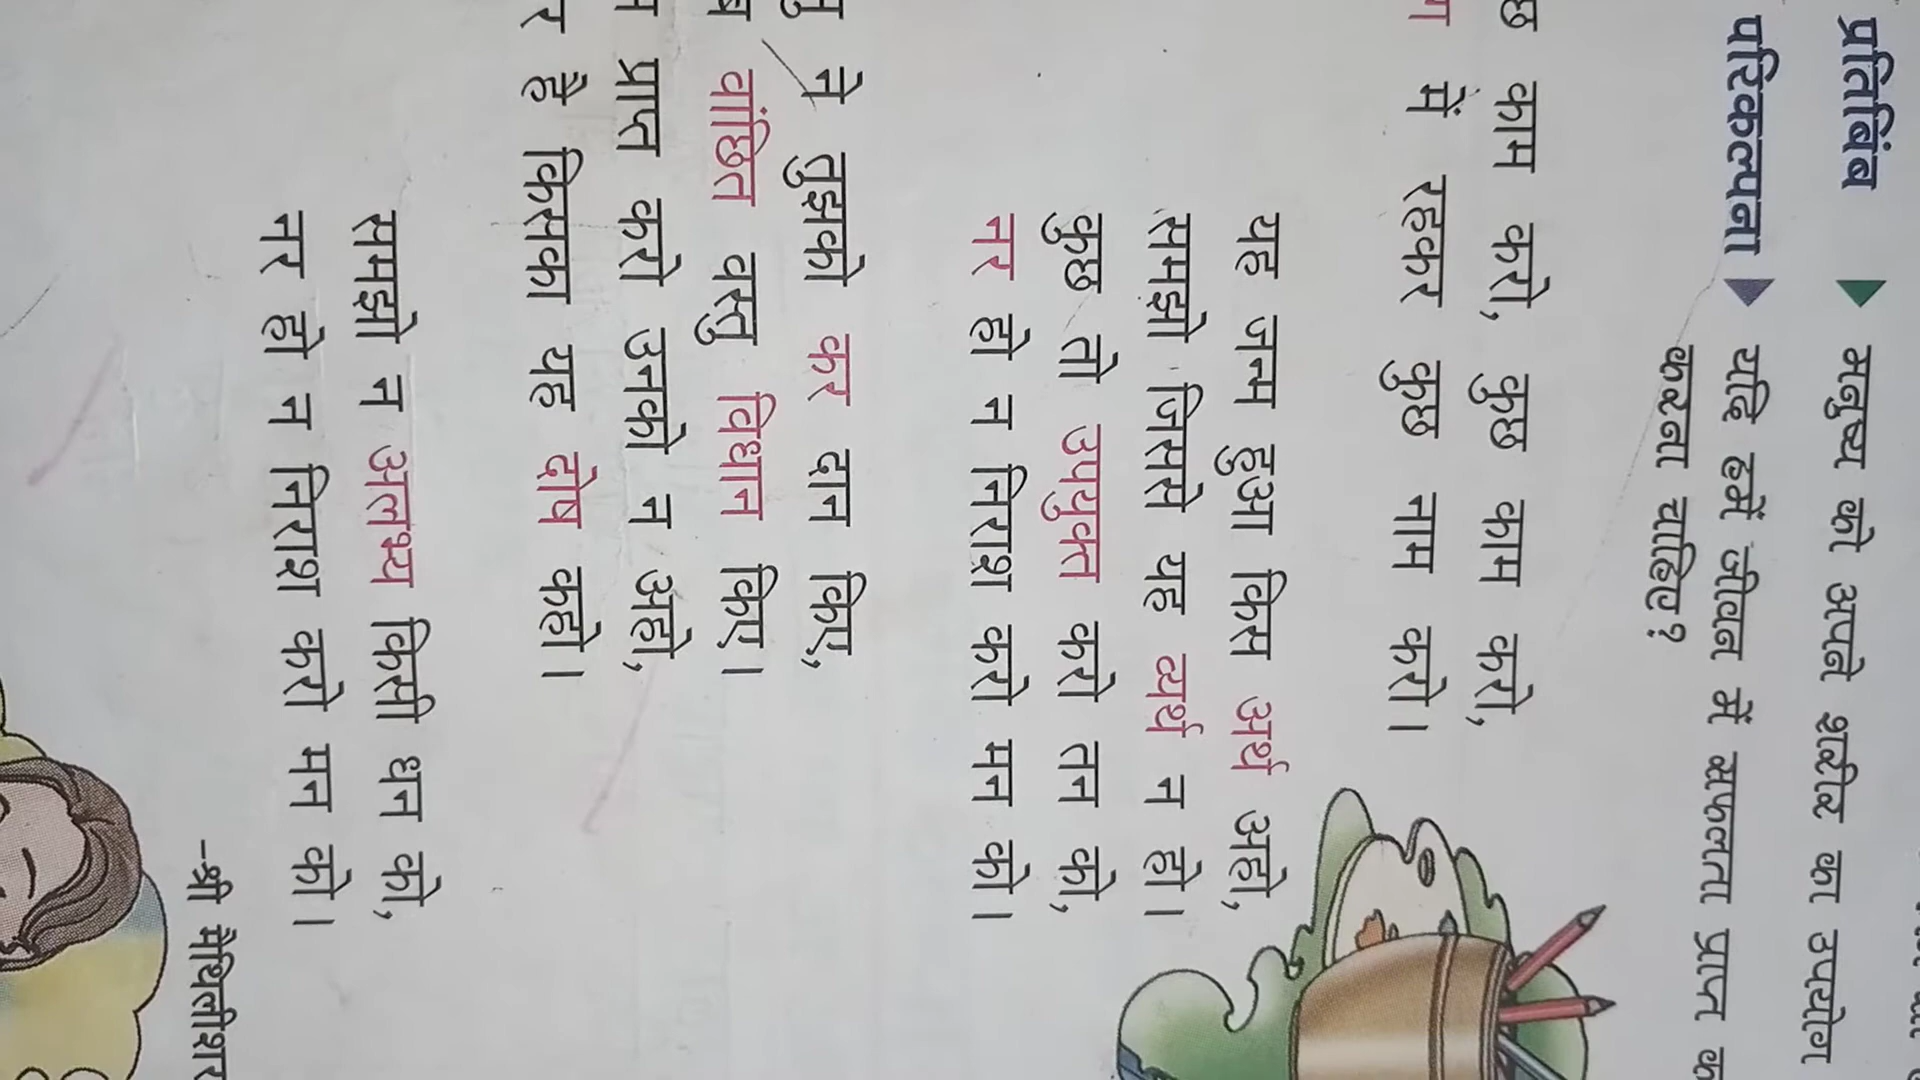 प्रतिबिंब
मनुष्य को अपने शरीर का उपयोग
परिकल्पना
यदि हमें जीवन में सफलता प्राप्त
करना चाहिए?
काम करो, कुछ काम करो,
में रहकर कुछ नाम करो।
यह जन्म हुआ किस अर्थ अहो,
समझो जिससे यह व्यर्थ न हो।
कुछ तो उपयुक्त करो तन को,
नर हो न निराश करो मन को।
ने तुझको कर दान किए,
वांछित वस्तु विधान किए।
प्राप्त करो उनको न अहो,
है किसका यह दोष कहो।
समझो न अलभ्य किसी धन को,
नर हो न निराश करो मन को।
–श्री